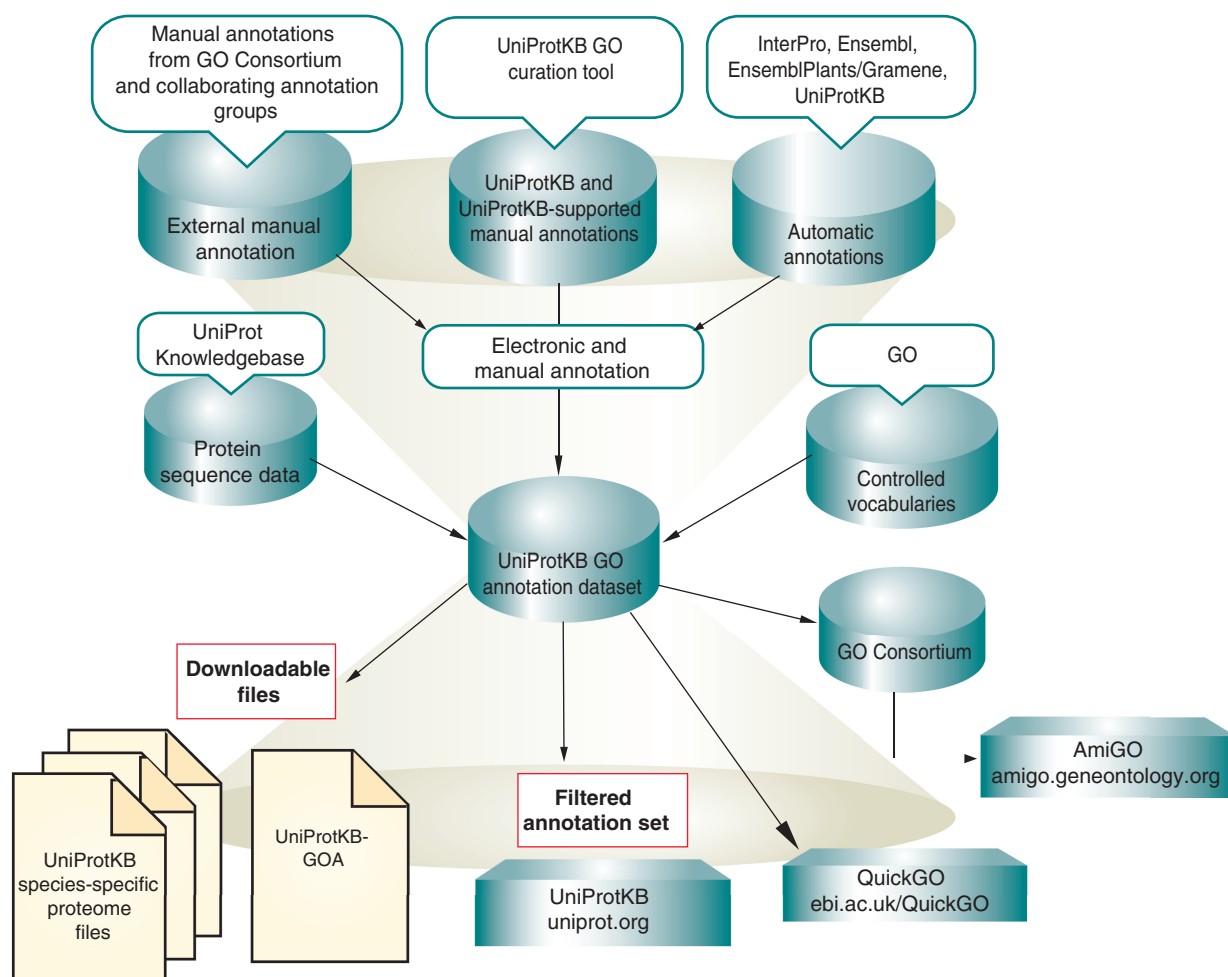 Manual annotations
from GO Consortium
and collaborating annotation
groups
UniProtKB GO
curation tool
InterPro, Ensembl,
EnsemblPlants/Gramene,
UniProtKB
External manual
annotation
UniProtKB and
UniProtKB-supported
manual annotations
Automatic
annotations
UniProt
Knowledgebase
Electronic and
manual annotation
GO
Protein
sequence data
Controlled
vocabularies
UniProtKB GO
annotation dataset
GO Consortium
Downloadable
files
AmiGO
amigo.geneontology.org
Filtered
annotation set
UniProtKB
species-specific
proteome
files
UniProtKB-
GOA
UniProtKB
uniprot.org
QuickGO
ebi.ac.uk/QuickGO